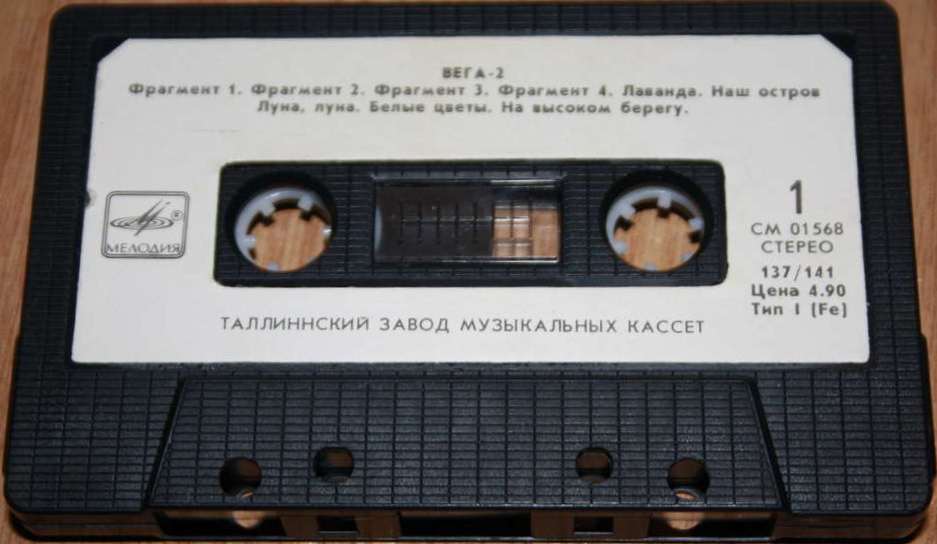 ВЕГА-2
Фрагмент 1. Фрагмент 2. Фрагмент 3. Фрагмент 4. Лаванда. Наш остров
Луна, луна. Белые цветы. На высоком берегу.
®
МЕЛОДИЯ
1
СМ 01568
СТЕРЕО
137/141
Цена 4.90
Тип I (Fe)
ТАЛЛИННСКИЙ ЗАВОД МУЗЫКАЛЬНЫХ КАССЕТ